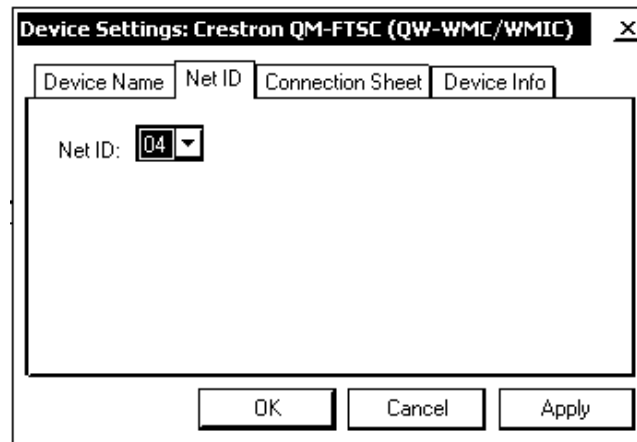 Device Settings: Crestron QM-FTSC (QW-WMC/WMIC)
Device Name Net ID Connection Sheet Device Info
Net ID: 04
OK Cancel Apply